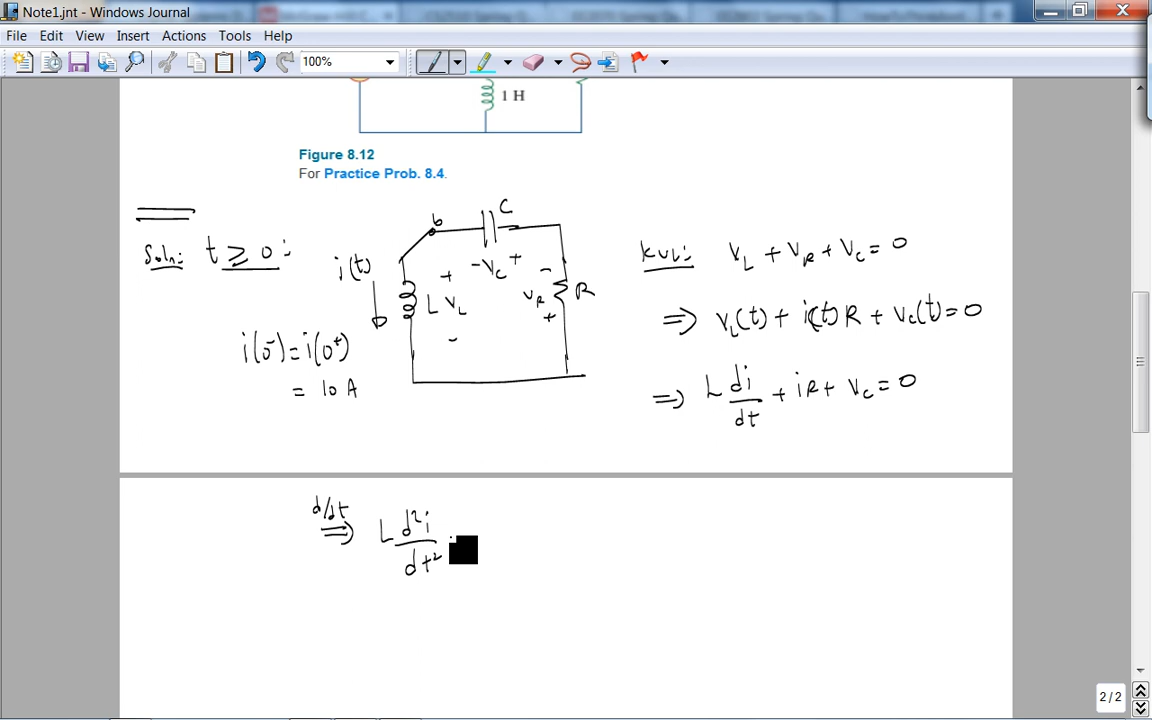 Note1.jnt - Windows Journal
File Edit View Insert Actions Tools Help
100%
1 H
Figure 8.12
For Practice Prob. 8.4.
Soln: t ≥ 0:
i(t)
b
C
- Vc +
+
L VL
-
-
VR
+
R
i(0⁻) = i(0⁺)
= 10 A
KVL: VL + VR + Vc = 0
⇒ VL(t) + i(t) R + Vc(t) = 0
⇒ L di/dt + iR + Vc = 0
d/dt
⇒ L d²i/dt²
2 / 2